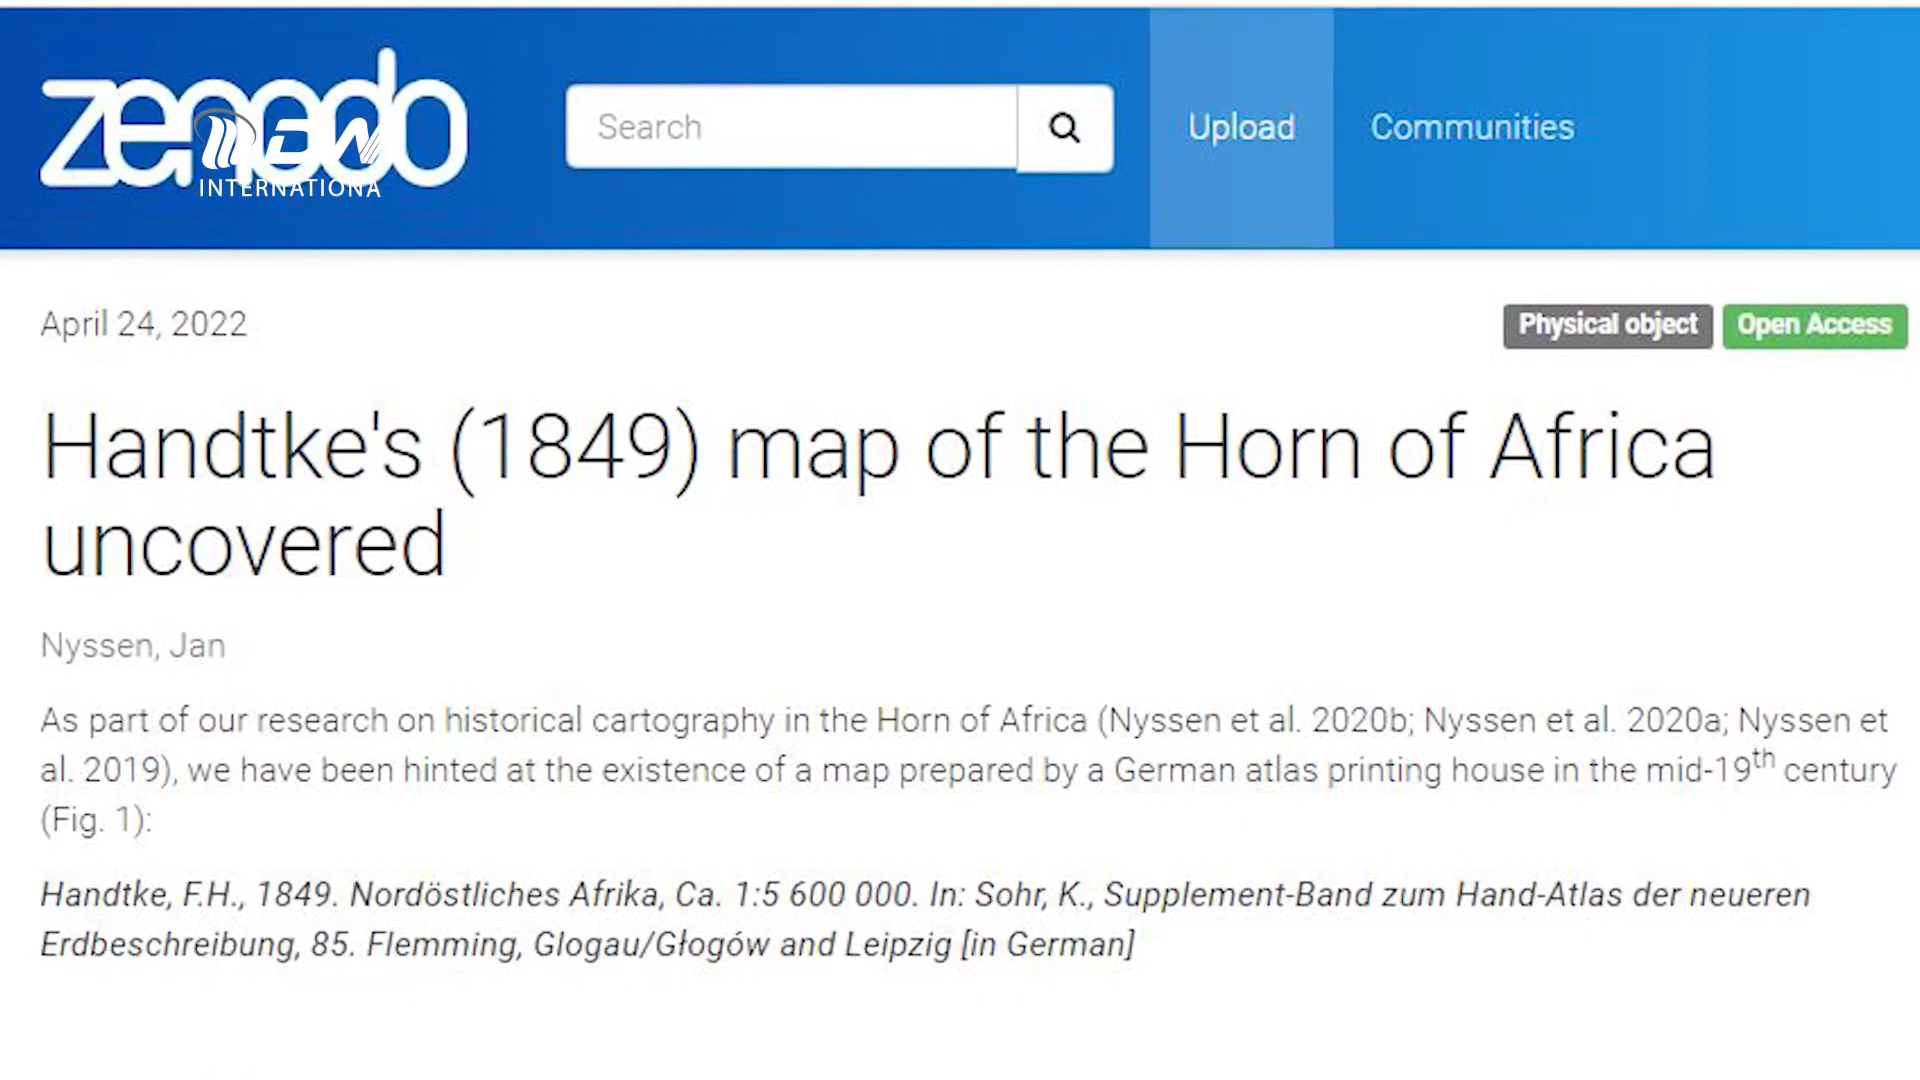 zenodo
DW
INTERNATIONA
Search
Upload
Communities
April 24, 2022
Physical object
Open Access
Handtke's (1849) map of the Horn of Africa
uncovered
Nyssen, Jan
As part of our research on historical cartography in the Horn of Africa (Nyssen et al. 2020b; Nyssen et al. 2020a; Nyssen et
al. 2019), we have been hinted at the existence of a map prepared by a German atlas printing house in the mid-19th century
(Fig. 1):
Handtke, F.H., 1849. Nordöstliches Afrika, Ca. 1:5 600 000. In: Sohr, K., Supplement-Band zum Hand-Atlas der neueren
Erdbeschreibung, 85. Flemming, Glogau/Głogów and Leipzig [in German]